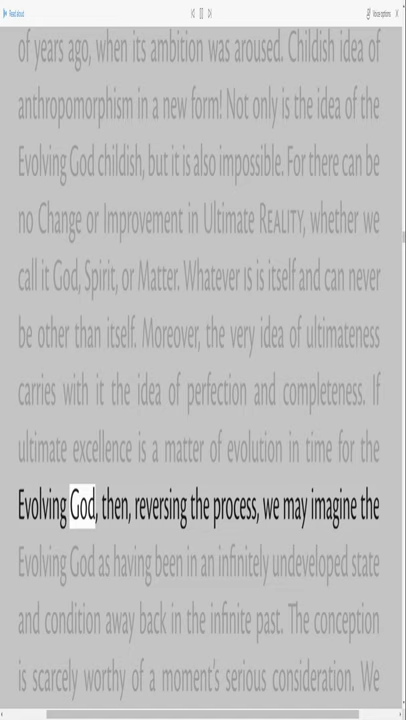 Read aloud
Voice options
of years ago, when its ambition was aroused. Childish idea of
anthropomorphism in a new form! Not only is the idea of the
Evolving God childish, but it is also impossible. For there can be
no Change or Improvement in Ultimate REALITY, whether we
call it God, Spirit, or Matter. Whatever IS is itself and can never
be other than itself. Moreover, the very idea of ultimateness
carries with it the idea of perfection and completeness. If
ultimate excellence is a matter of evolution in time for the
Evolving God, then, reversing the process, we may imagine the
Evolving God as having been in an infinitely undeveloped state
and condition away back in the infinite past. The conception
is scarcely worthy of a moment's serious consideration. We